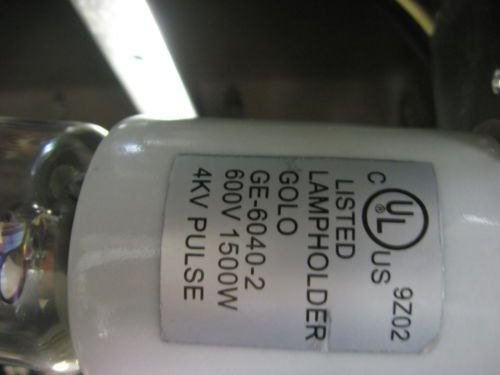 C UL ® US 9Z02
LISTED
LAMPHOLDER
GOLO
GE-6040-2
600V 1500W
4KV PULSE